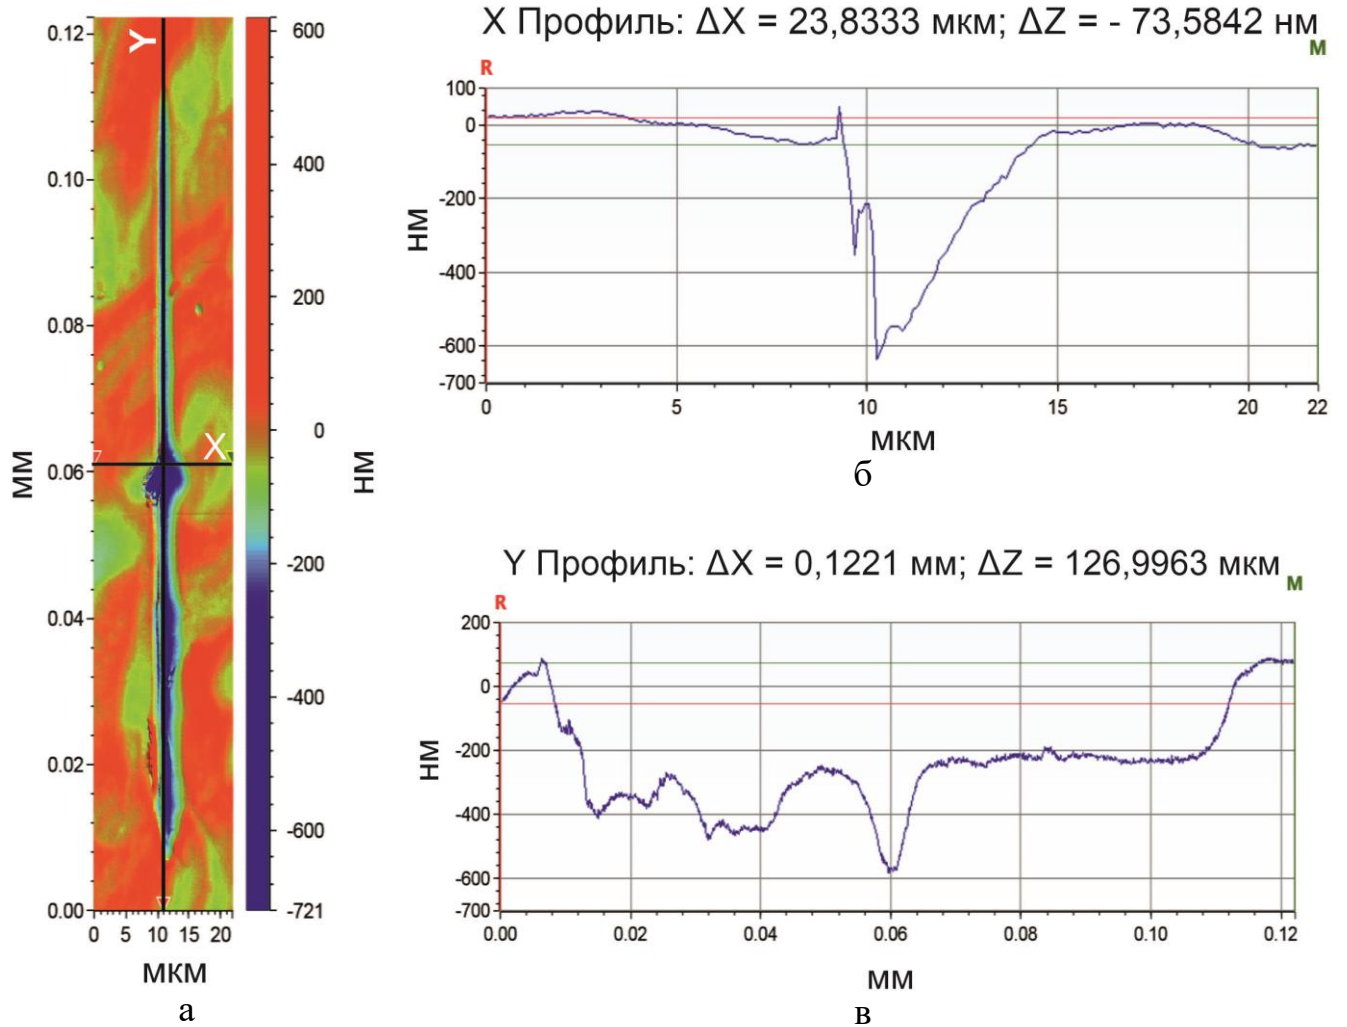 0.12
0.10
0.08
0.06
0.04
0.02
0.00
мм
Y
X
0 5 10 15 20
мкм
а
600
400
200
0
-200
-400
-600
-721
нм
X Профиль: ΔX = 23,8333 мкм; ΔZ = - 73,5842 нм
R
M
100
0
-200
-400
-600
-700
нм
0 5 10 15 20 22
мкм
б
Y Профиль: ΔX = 0,1221 мм; ΔZ = 126,9963 мкм
R
M
200
0
-200
-400
-600
-700
нм
0.00 0.02 0.04 0.06 0.08 0.10 0.12
мм
в